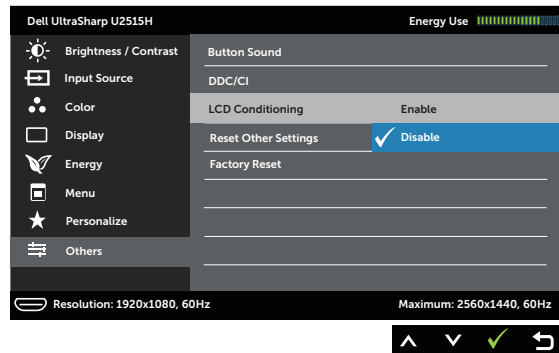 Dell UltraSharp U2515H Energy Use
Brightness / Contrast Button Sound
Input Source DDC/CI
Color LCD Conditioning Enable
Display Reset Other Settings Disable
Energy Factory Reset
Menu
Personalize
Others
Resolution: 1920x1080, 60Hz Maximum: 2560x1440, 60Hz